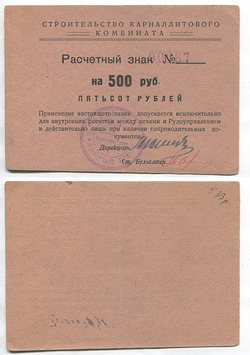 СТРОИТЕЛЬСТВО КАРНАЛЛИТОВОГО
КОМБИНАТА
Расчетный знак №
на 500 руб.
ПЯТЬСОТ РУБЛЕЙ
Применение настоящего знака допускается исключительно
для внутренних расчетов между цехами и Рудоуправлением
и действительно лишь при наличии сопроводительных до-
кументов.
Директор
Ст. Бухгалтер